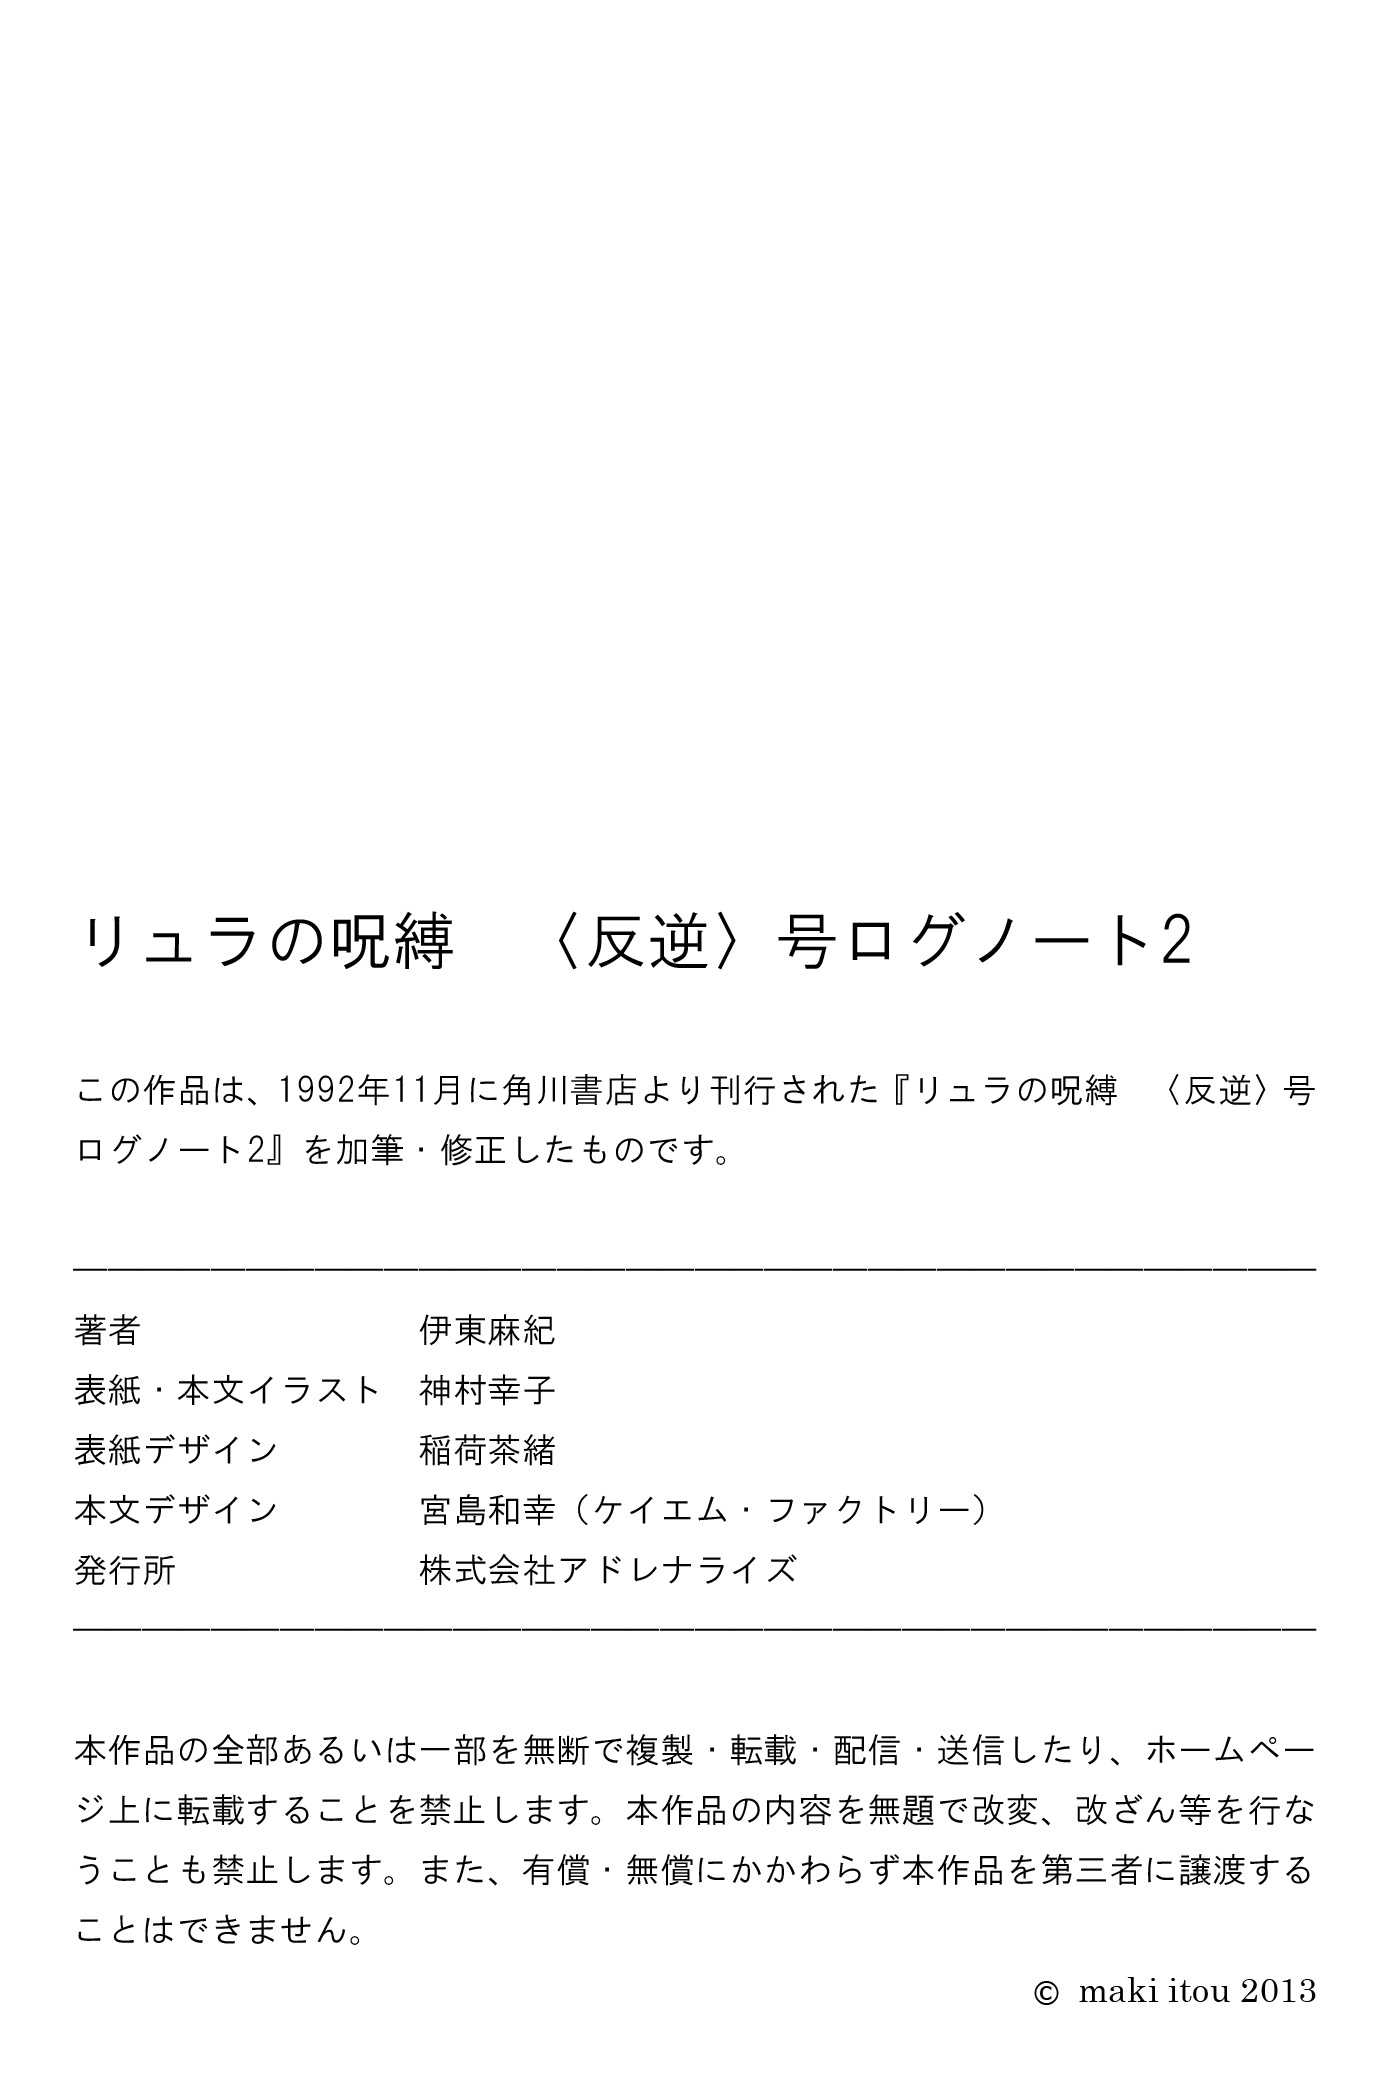 リュラの呪縛　〈反逆〉号ログノート2
この作品は、1992年11月に角川書店より刊行された『リュラの呪縛　〈反逆〉号
ログノート2』を加筆・修正したものです。
著者　伊東麻紀
表紙・本文イラスト　神村幸子
表紙デザイン　稲荷茶緒
本文デザイン　宮島和幸（ケイエム・ファクトリー）
発行所　株式会社アドレナライズ
本作品の全部あるいは一部を無断で複製・転載・配信・送信したり、ホームペー
ジ上に転載することを禁止します。本作品の内容を無題で改変、改ざん等を行な
うことも禁止します。また、有償・無償にかかわらず本作品を第三者に譲渡する
ことはできません。
© maki itou 2013